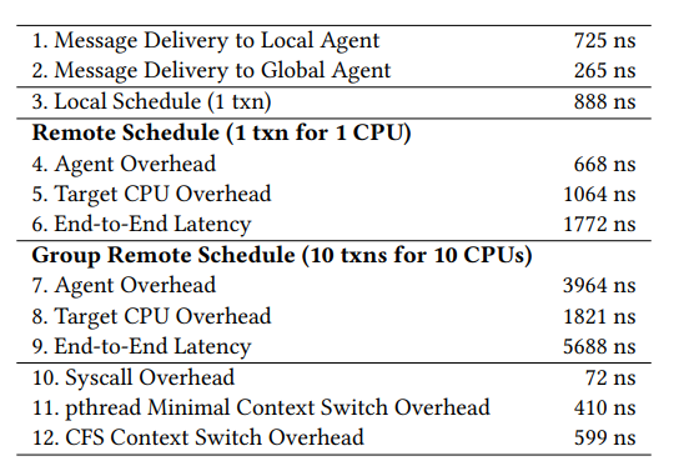 1. Message Delivery to Local Agent 725 ns
2. Message Delivery to Global Agent 265 ns
3. Local Schedule (1 txn) 888 ns
Remote Schedule (1 txn for 1 CPU)
4. Agent Overhead 668 ns
5. Target CPU Overhead 1064 ns
6. End-to-End Latency 1772 ns
Group Remote Schedule (10 txns for 10 CPUs)
7. Agent Overhead 3964 ns
8. Target CPU Overhead 1821 ns
9. End-to-End Latency 5688 ns
10. Syscall Overhead 72 ns
11. pthread Minimal Context Switch Overhead 410 ns
12. CFS Context Switch Overhead 599 ns